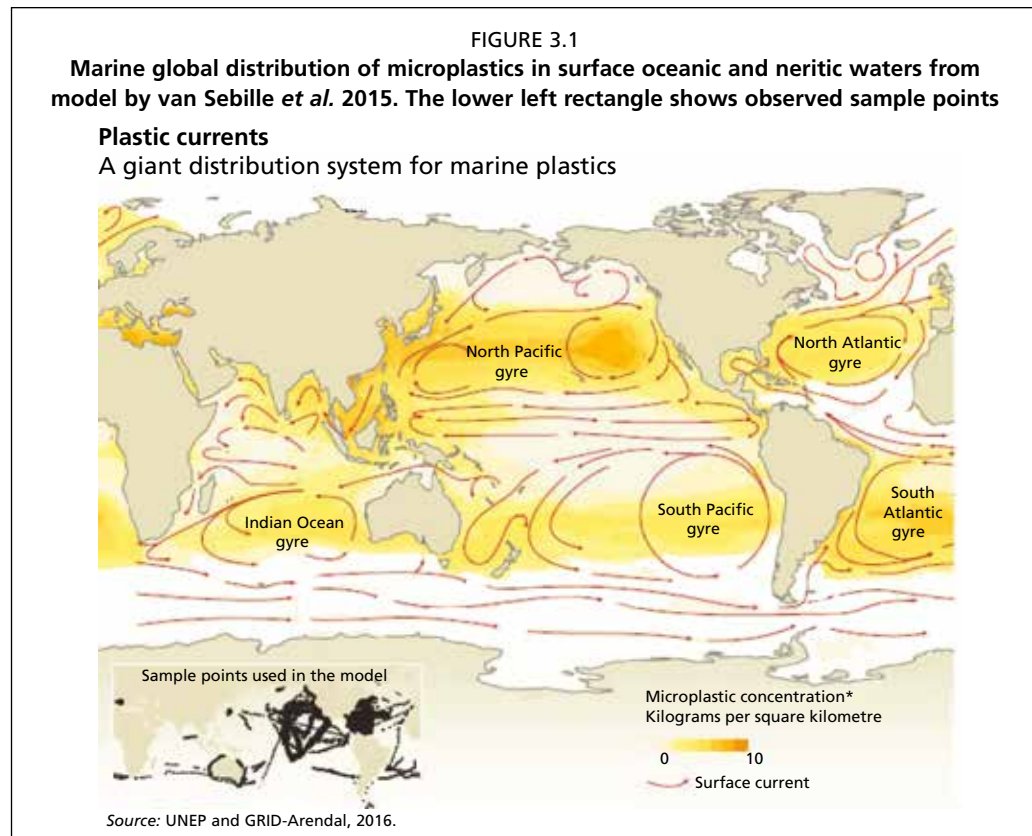 FIGURE 3.1
Marine global distribution of microplastics in surface oceanic and neritic waters from
model by van Sebille et al. 2015. The lower left rectangle shows observed sample points
Plastic currents
A giant distribution system for marine plastics
North Pacific
gyre
North Atlantic
gyre
Indian Ocean
gyre
South Pacific
gyre
South
Atlantic
gyre
Sample points used in the model
Microplastic concentration*
Kilograms per square kilometre
0 10
Surface current
Source: UNEP and GRID-Arendal, 2016.